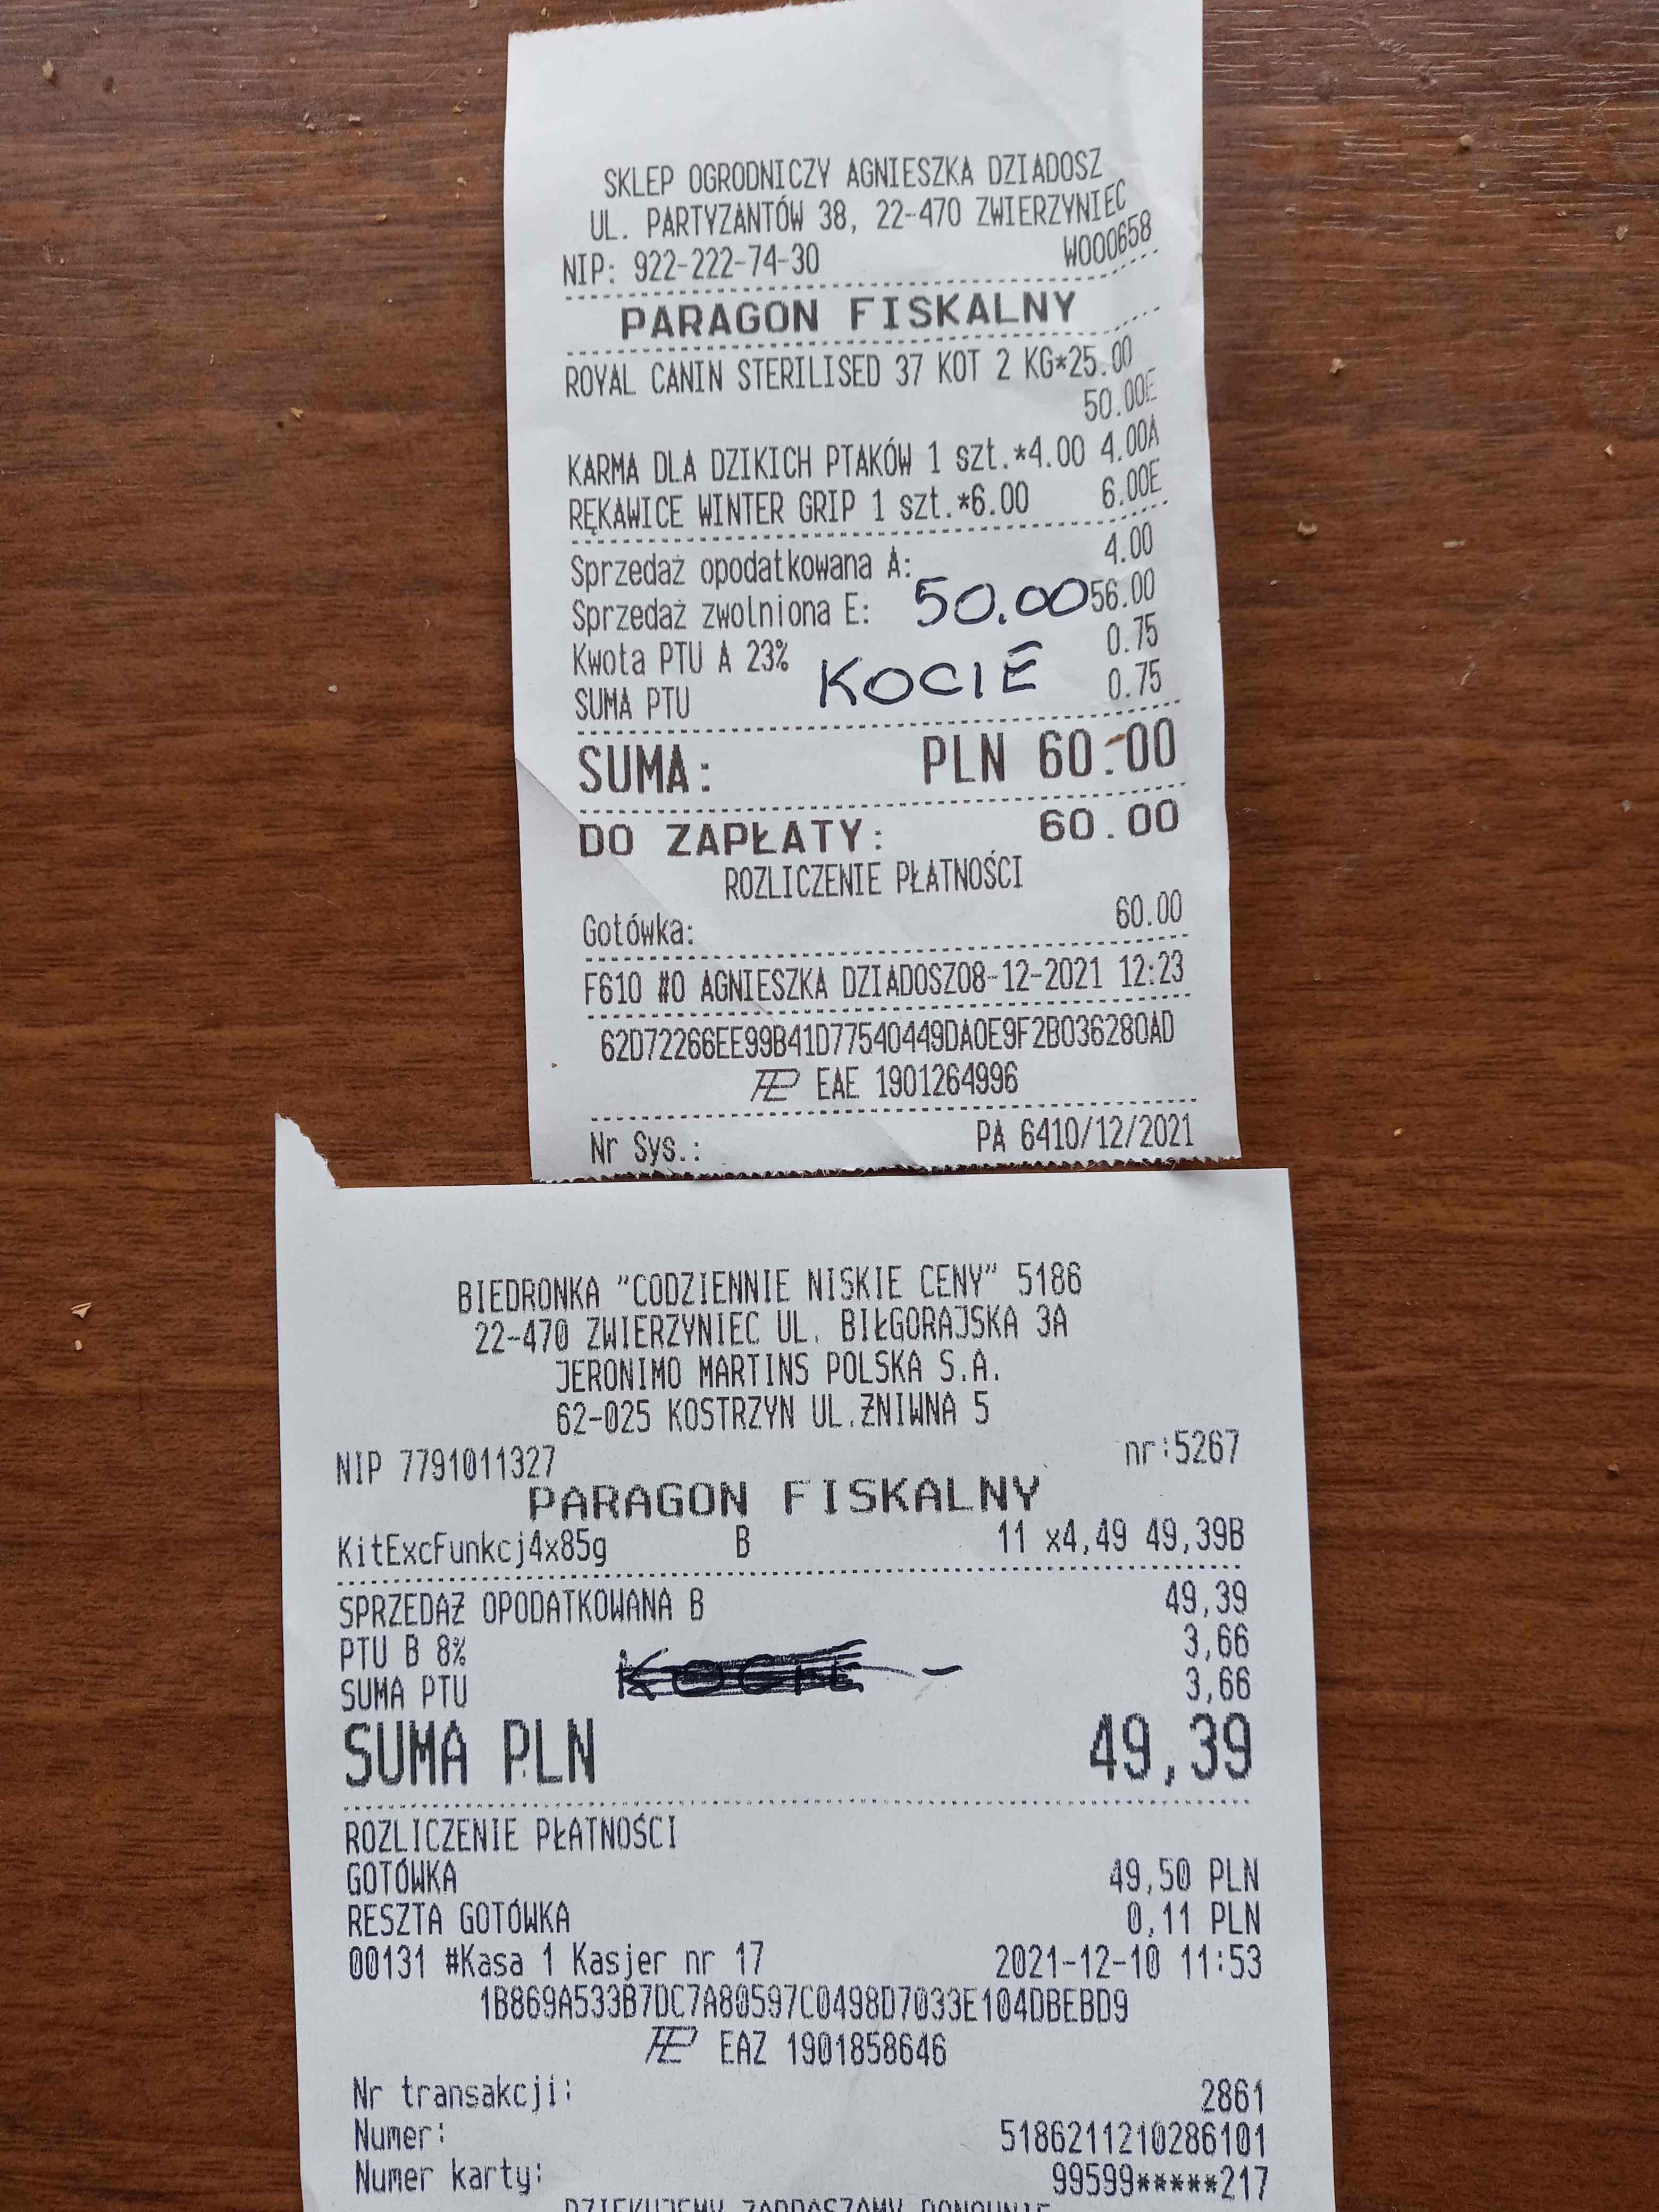 SKLEP OGRODNICZY AGNIESZKA DZIADOSZ
UL. PARTYZANTÓW 38, 22-470 ZWIERZYNIEC
NIP: 922-222-74-30 W000658
PARAGON FISKALNY
ROYAL CANIN STERILISED 37 KOT 2 KG*25.00
50.00E
KARMA DLA DZIKICH PTAKÓW 1 szt.*4.00 4.00A
RĘKAWICE WINTER GRIP 1 szt.*6.00 6.00E
Sprzedaż opodatkowana A: 4.00
Sprzedaż zwolniona E: 50.00 56.00
Kwota PTU A 23% 0.75
SUMA PTU KOCIE 0.75
SUMA: PLN 60.00
DO ZAPŁATY: 60.00
ROZLICZENIE PŁATNOŚCI
Gotówka: 60.00
F610 #0 AGNIESZKA DZIADOSZ08-12-2021 12:23
62D72266EE99B41D77540449DA0E9F2B036280AD
EAE 1901264996
Nr Sys.: PA 6410/12/2021
BIEDRONKA "CODZIENNIE NISKIE CENY" 5186
22-470 ZWIERZYNIEC UL. BIŁGORAJSKA 3A
JERONIMO MARTINS POLSKA S.A.
62-025 KOSTRZYN UL.ŻNIWNA 5
NIP 7791011327 nr:5267
PARAGON FISKALNY
KitExcFunkcj4x85g B 11 x4,49 49,39B
SPRZEDAŻ OPODATKOWANA B 49,39
PTU B 8% 3,66
SUMA PTU KOCIE - 3,66
SUMA PLN 49,39
ROZLICZENIE PŁATNOŚCI
GOTÓWKA 49,50 PLN
RESZTA GOTÓWKA 0,11 PLN
00131 #Kasa 1 Kasjer nr 17 2021-12-10 11:53
1B869A533B7DC7A80597C0498D7033E104DBEBD9
EAZ 1901858646
Nr transakcji: 2861
Numer: 5186211210286101
Numer karty: 99599*****217
DZIĘKUJEMY ZAPRASZAMY PONOWNIE